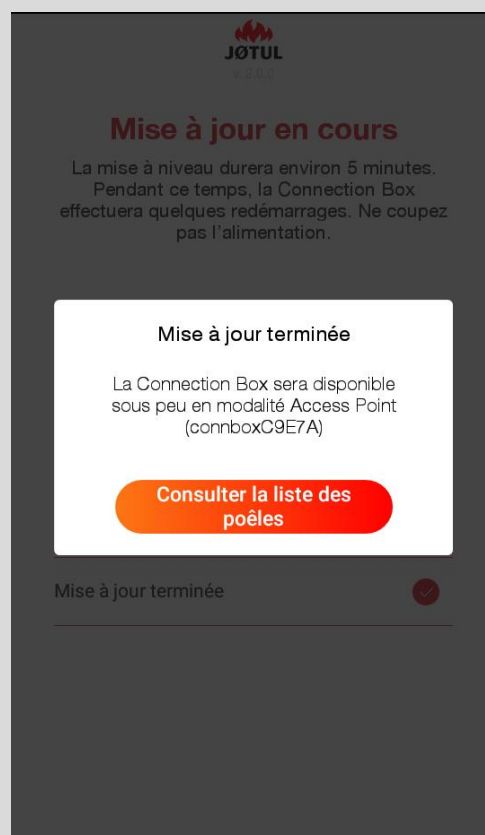 JØTUL
v. 2.0.0
Mise à jour en cours
La mise à niveau durera environ 5 minutes.
Pendant ce temps, la Connection Box
effectuera quelques redémarrages. Ne coupez
pas l'alimentation.
Mise à jour terminée
La Connection Box sera disponible
sous peu en modalité Access Point
(connboxC9E7A)
Consulter la liste des
poêles
Mise à jour terminée